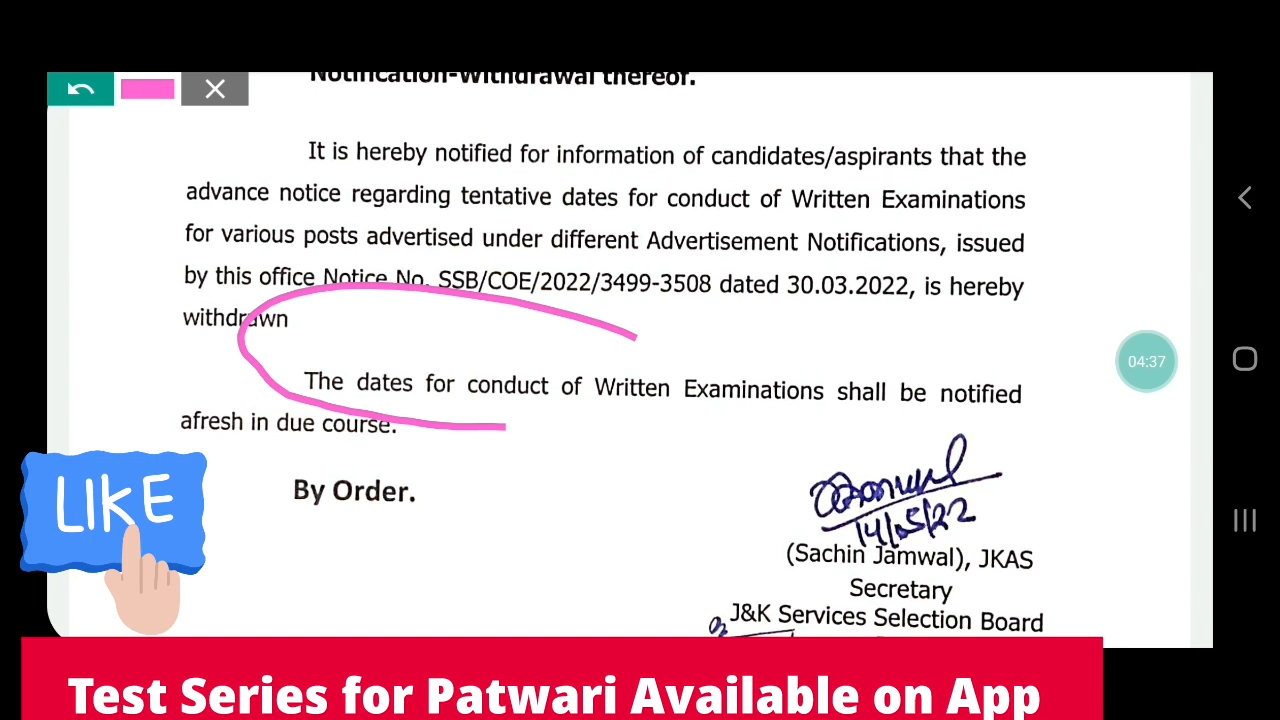 Notification-Withdrawal thereof.
It is hereby notified for information of candidates/aspirants that the
advance notice regarding tentative dates for conduct of Written Examinations
for various posts advertised under different Advertisement Notifications, issued
by this office Notice No. SSB/COE/2022/3499-3508 dated 30.03.2022, is hereby
withdrawn
04:37
The dates for conduct of Written Examinations shall be notified
afresh in due course.
By Order.
LIKE
14/05/22
(Sachin Jamwal), JKAS
Secretary
J&K Services Selection Board
Test Series for Patwari Available on App